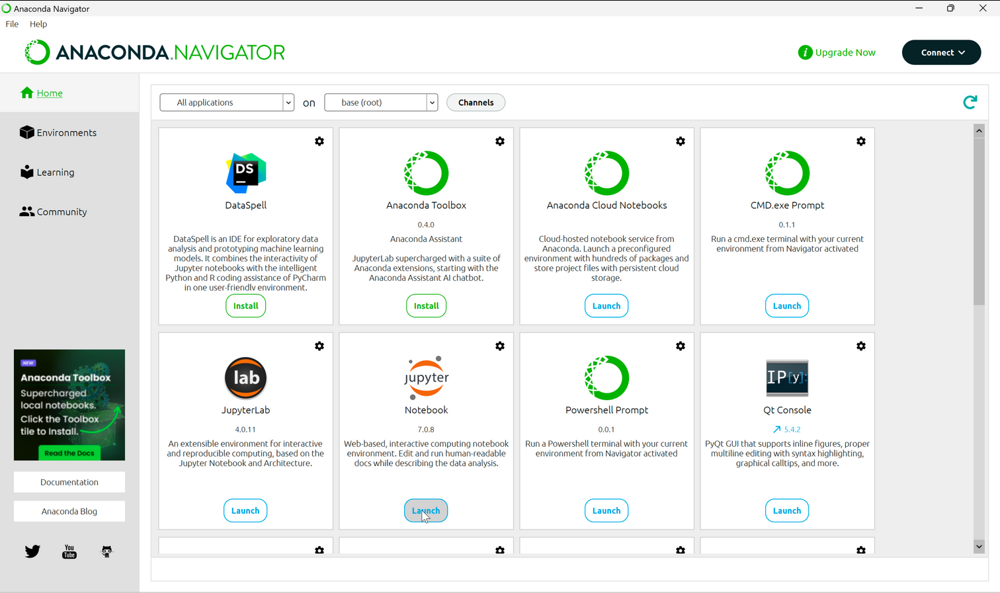 Anaconda Navigator
File Help
ANACONDA.NAVIGATOR
i Upgrade Now
Connect
Home
All applications on base (root) Channels
Environments
Learning
Community
DS
DataSpell
DataSpell is an IDE for exploratory data
analysis and prototyping machine learning
models. It combines the interactivity of
Jupyter notebooks with the intelligent
Python and R coding assistance of PyCharm
in one user-friendly environment.
Install
Anaconda Toolbox
0.4.0
Anaconda Assistant
JupyterLab supercharged with a suite of
Anaconda extensions, starting with the
Anaconda Assistant AI chatbot.
Install
Anaconda Cloud Notebooks
Cloud-hosted notebook service from
Anaconda. Launch a preconfigured
environment with hundreds of packages and
store project files with persistent cloud
storage.
Launch
CMD.exe Prompt
0.1.1
Run a cmd.exe terminal with your current
environment from Navigator activated
Launch
lab
JupyterLab
4.0.11
An extensible environment for interactive
and reproducible computing, based on the
Jupyter Notebook and Architecture.
Launch
jupyter
Notebook
7.0.8
Web-based, interactive computing notebook
environment. Edit and run human-readable
docs while describing the data analysis.
Launch
Powershell Prompt
0.0.1
Run a Powershell terminal with your current
environment from Navigator activated
Launch
IP[y]:
Qt Console
5.4.2
PyQt GUI that supports inline figures, proper
multiline editing with syntax highlighting,
graphical calltips, and more.
Launch
NEW
Anaconda Toolbox
Supercharged
local notebooks.
Click the Toolbox
tile to Install.
Read the Docs
Documentation
Anaconda Blog
You
Tube